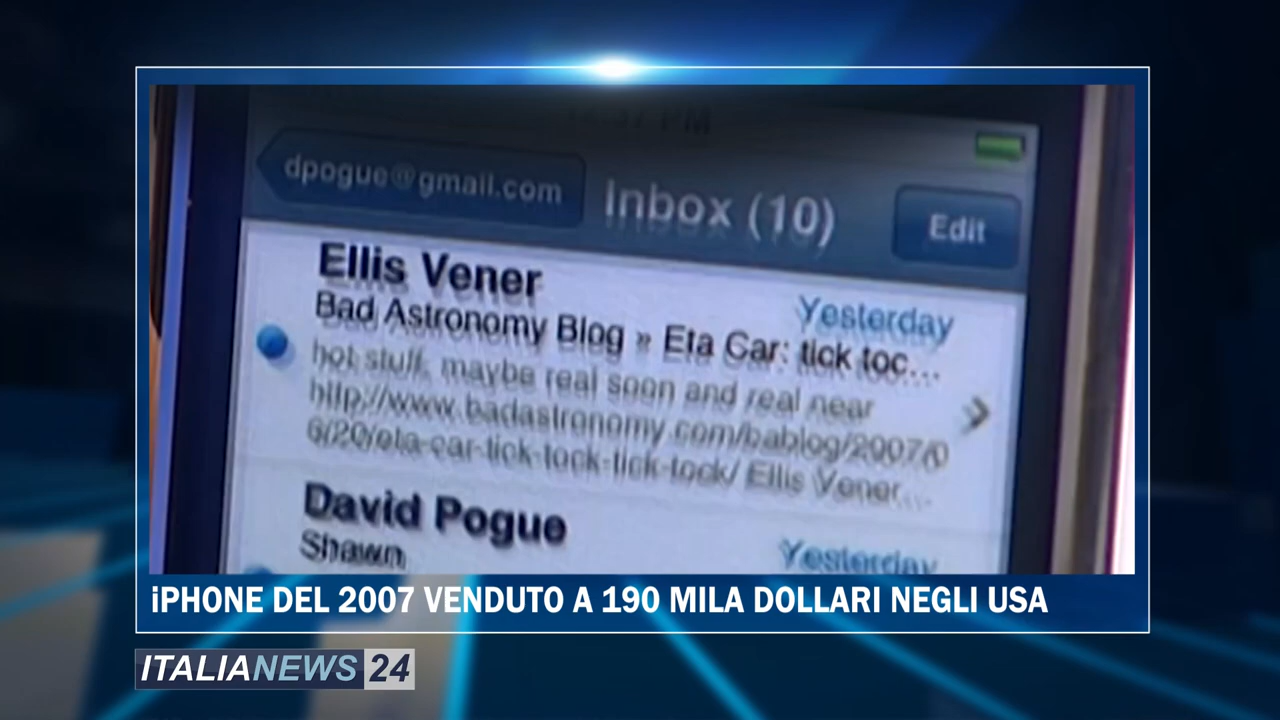 dpogue@gmail.com
Inbox (10)
Edit
Ellis Vener
Yesterday
Bad Astronomy Blog » Eta Car: tick toc...
hot stuff, maybe real soon and real near
http://www.badastronomy.com/bablog/2007/0
6/20/eta-car-tick-tock-tick-tock/ Ellis Vener...
David Pogue
Yesterday
Shawn
iPHONE DEL 2007 VENDUTO A 190 MILA DOLLARI NEGLI USA
ITALIANEWS 24